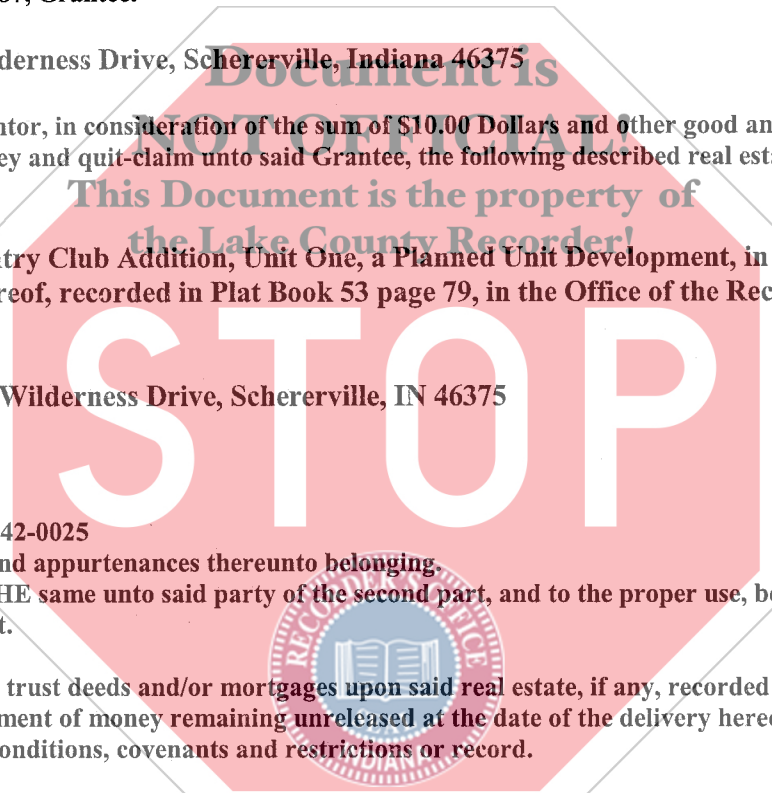 Grantee.
derness Drive, Schererville, Indiana 46375
Document is
ntor, in consideration of the sum of $10.00 Dollars and other good an
NOT OFFICIAL!
ey and quit-claim unto said Grantee, the following described real esta
This Document is the property of
the Lake County Recorder!
try Club Addition, Unit One, a Planned Unit Development, in
reof, recorded in Plat Book 53 page 79, in the Office of the Rec
STOP
Wilderness Drive, Schererville, IN 46375
42-0025
nd appurtenances thereunto belonging.
HE same unto said party of the second part, and to the proper use, be
t.
RECORDER'S OFFICE
trust deeds and/or mortgages upon said real estate, if any, recorded
ment of money remaining unreleased at the date of the delivery hereo
onditions, covenants and restrictions or record.
INDIANA